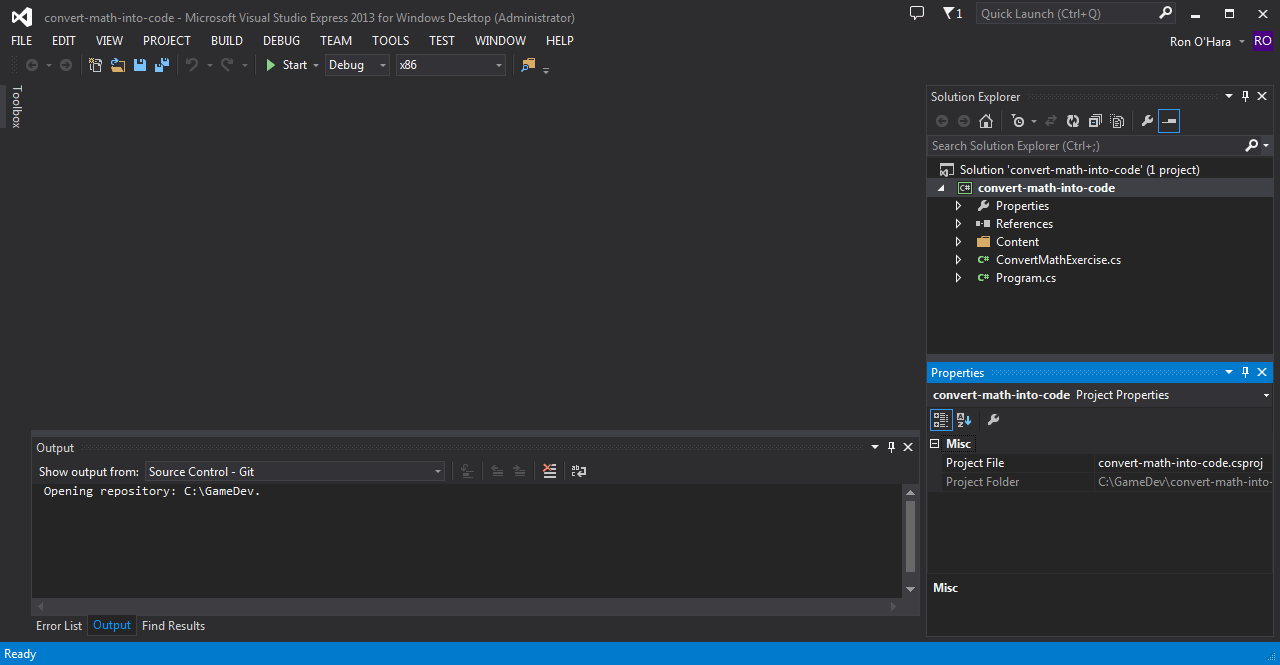 convert-math-into-code - Microsoft Visual Studio Express 2013 for Windows Desktop (Administrator)
1
Quick Launch (Ctrl+Q)
FILE EDIT VIEW PROJECT BUILD DEBUG TEAM TOOLS TEST WINDOW HELP
Ron O'Hara
RO
Start
Debug
x86
Toolbox
Solution Explorer
Search Solution Explorer (Ctrl+;)
Solution 'convert-math-into-code' (1 project)
C# convert-math-into-code
Properties
References
Content
C# ConvertMathExercise.cs
C# Program.cs
Properties
convert-math-into-code Project Properties
Misc
Project File convert-math-into-code.csproj
Project Folder C:\GameDev\convert-math-into-
Misc
Output
Show output from: Source Control - Git
Opening repository: C:\GameDev.
Error List Output Find Results
Ready